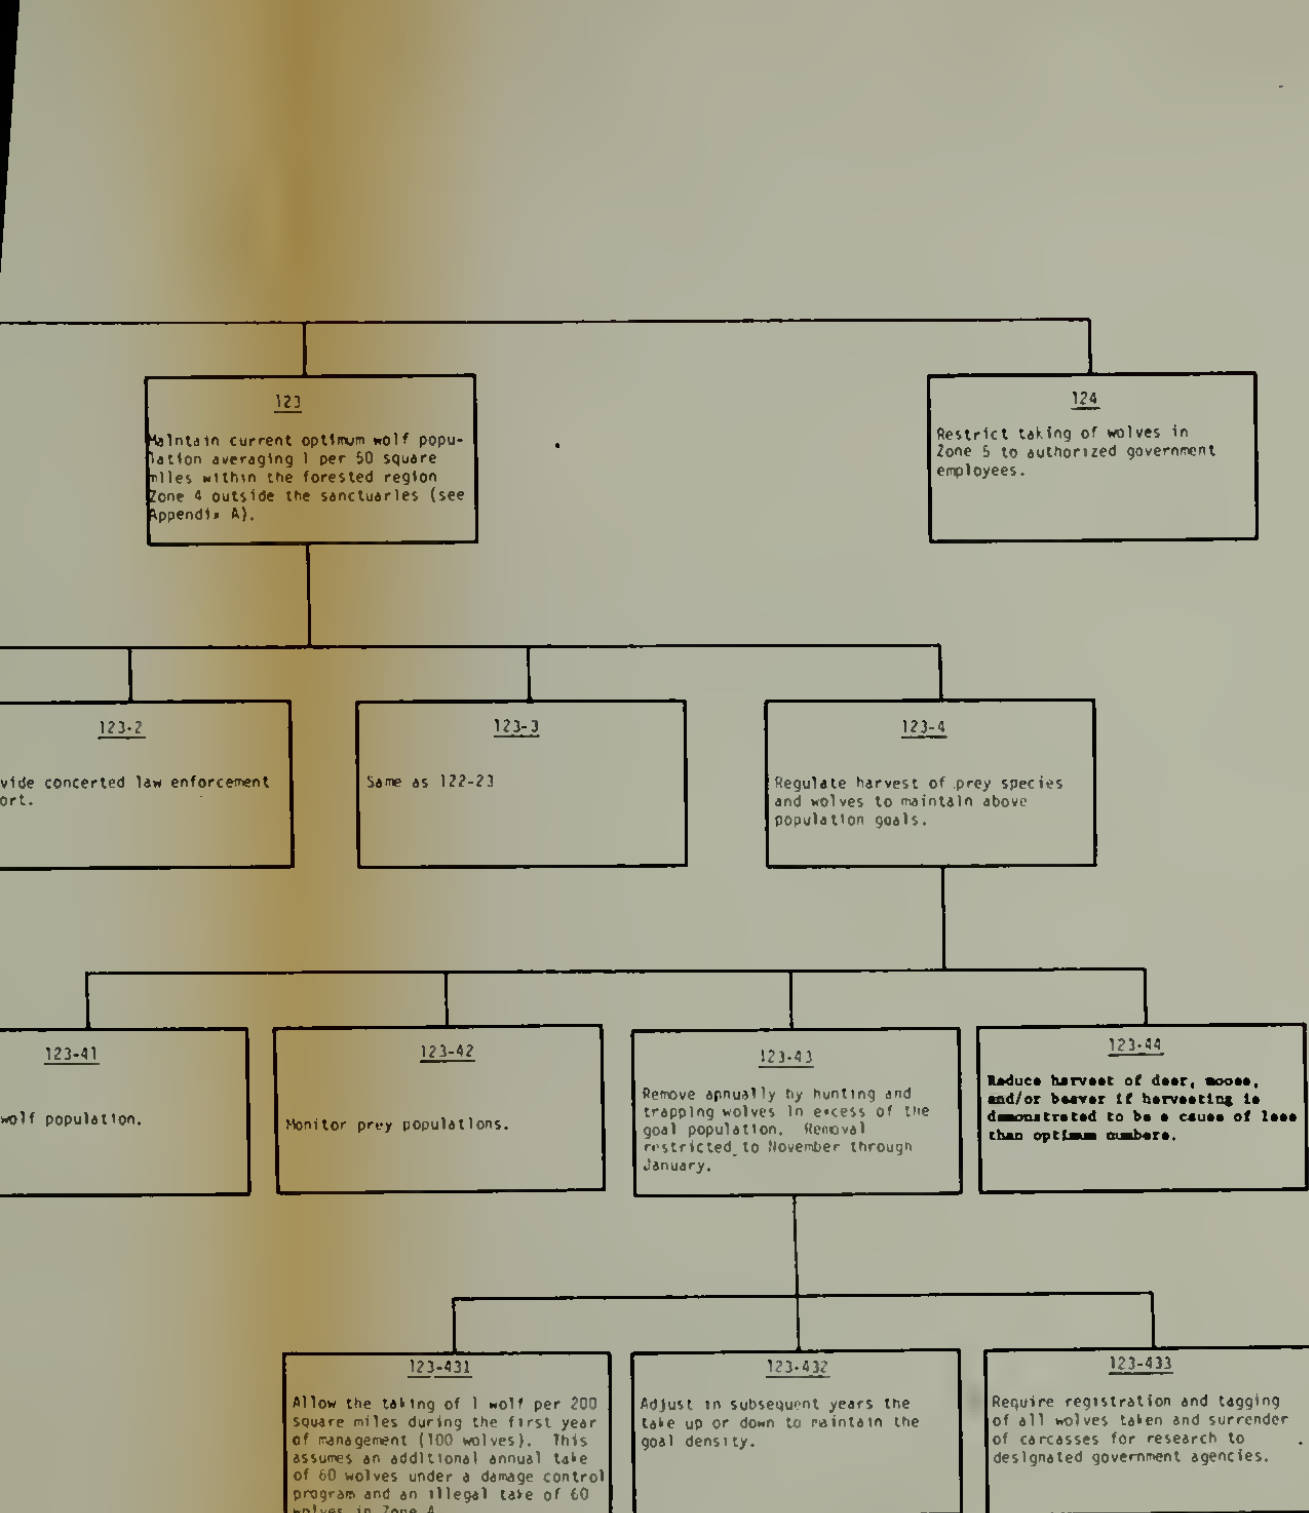 123
Maintain current optimum wolf popu-
lation averaging 1 per 50 square
miles within the forested region
Zone 4 outside the sanctuaries (see
Appendix A).
124
Restrict taking of wolves in
Zone 5 to authorized government
employees.
123-2
vide concerted law enforcement
ort.
123-3
Same as 122-23
123-4
Regulate harvest of prey species
and wolves to maintain above
population goals.
123-41
wolf population.
123-42
Monitor prey populations.
123-43
Remove annually by hunting and
trapping wolves in excess of the
goal population. Removal
restricted to November through
January.
123-44
Reduce harvest of deer, moose,
and/or beaver if harvesting is
demonstrated to be a cause of less
than optimum numbers.
123-431
Allow the taking of 1 wolf per 200
square miles during the first year
of management (100 wolves). This
assumes an additional annual take
of 60 wolves under a damage control
program and an illegal take of 60
wolves in Zone 4
123-432
Adjust in subsequent years the
take up or down to maintain the
goal density.
123-433
Require registration and tagging
of all wolves taken and surrender
of carcasses for research to
designated government agencies.